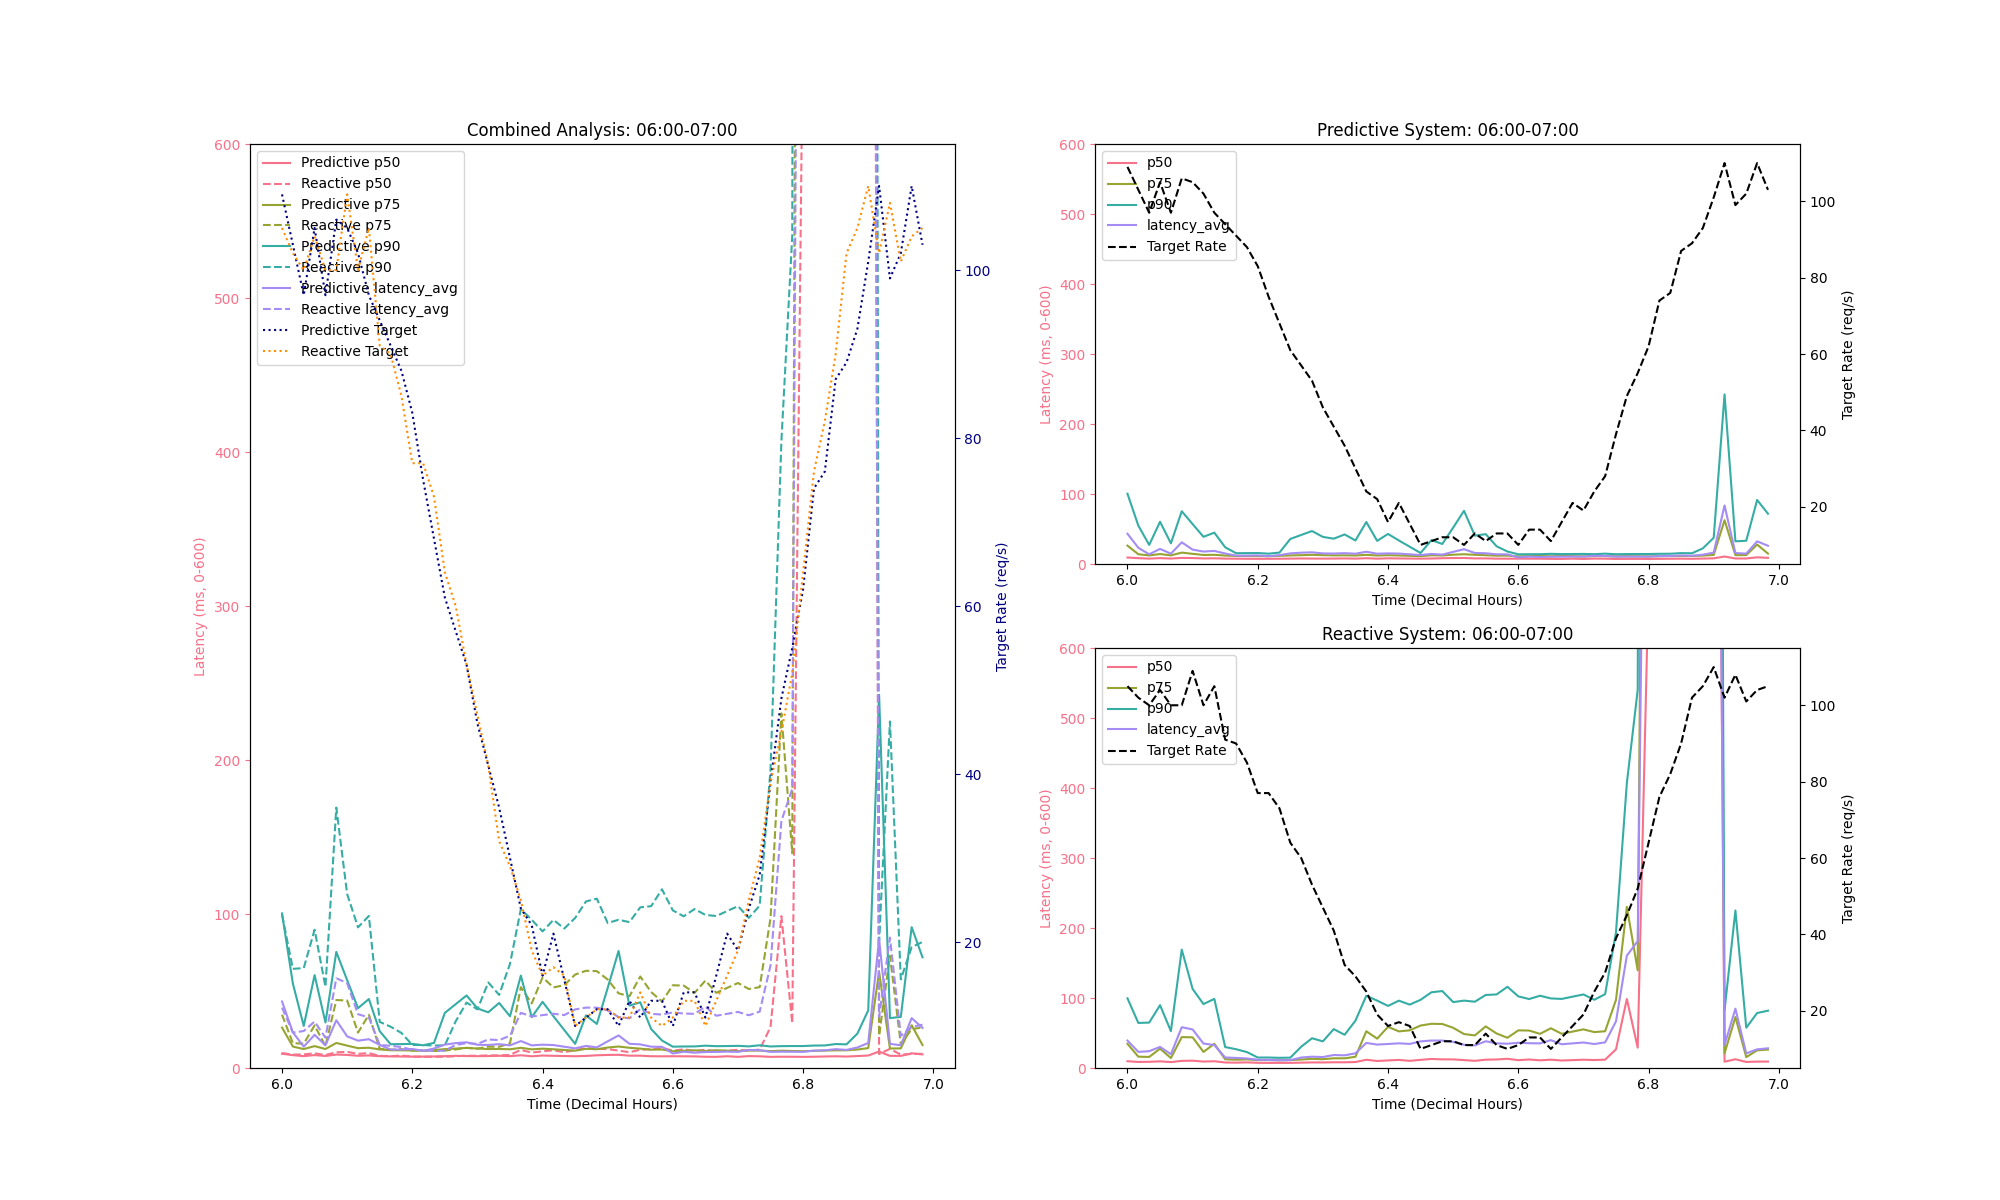 Combined Analysis: 06:00-07:00
Latency (ms, 0-600)
600
500
400
300
200
100
0
Predictive p50
Reactive p50
Predictive p75
Reactive p75
Predictive p90
Reactive p90
Predictive latency_avg
Reactive latency_avg
Predictive Target
Reactive Target
100
80
60
40
20
Target Rate (req/s)
6.0 6.2 6.4 6.6 6.8 7.0
Time (Decimal Hours)
Predictive System: 06:00-07:00
Latency (ms, 0-600)
600
500
400
300
200
100
0
p50
p75
p90
latency_avg
Target Rate
100
80
60
40
20
Target Rate (req/s)
6.0 6.2 6.4 6.6 6.8 7.0
Time (Decimal Hours)
Reactive System: 06:00-07:00
Latency (ms, 0-600)
600
500
400
300
200
100
0
p50
p75
p90
latency_avg
Target Rate
100
80
60
40
20
Target Rate (req/s)
6.0 6.2 6.4 6.6 6.8 7.0
Time (Decimal Hours)